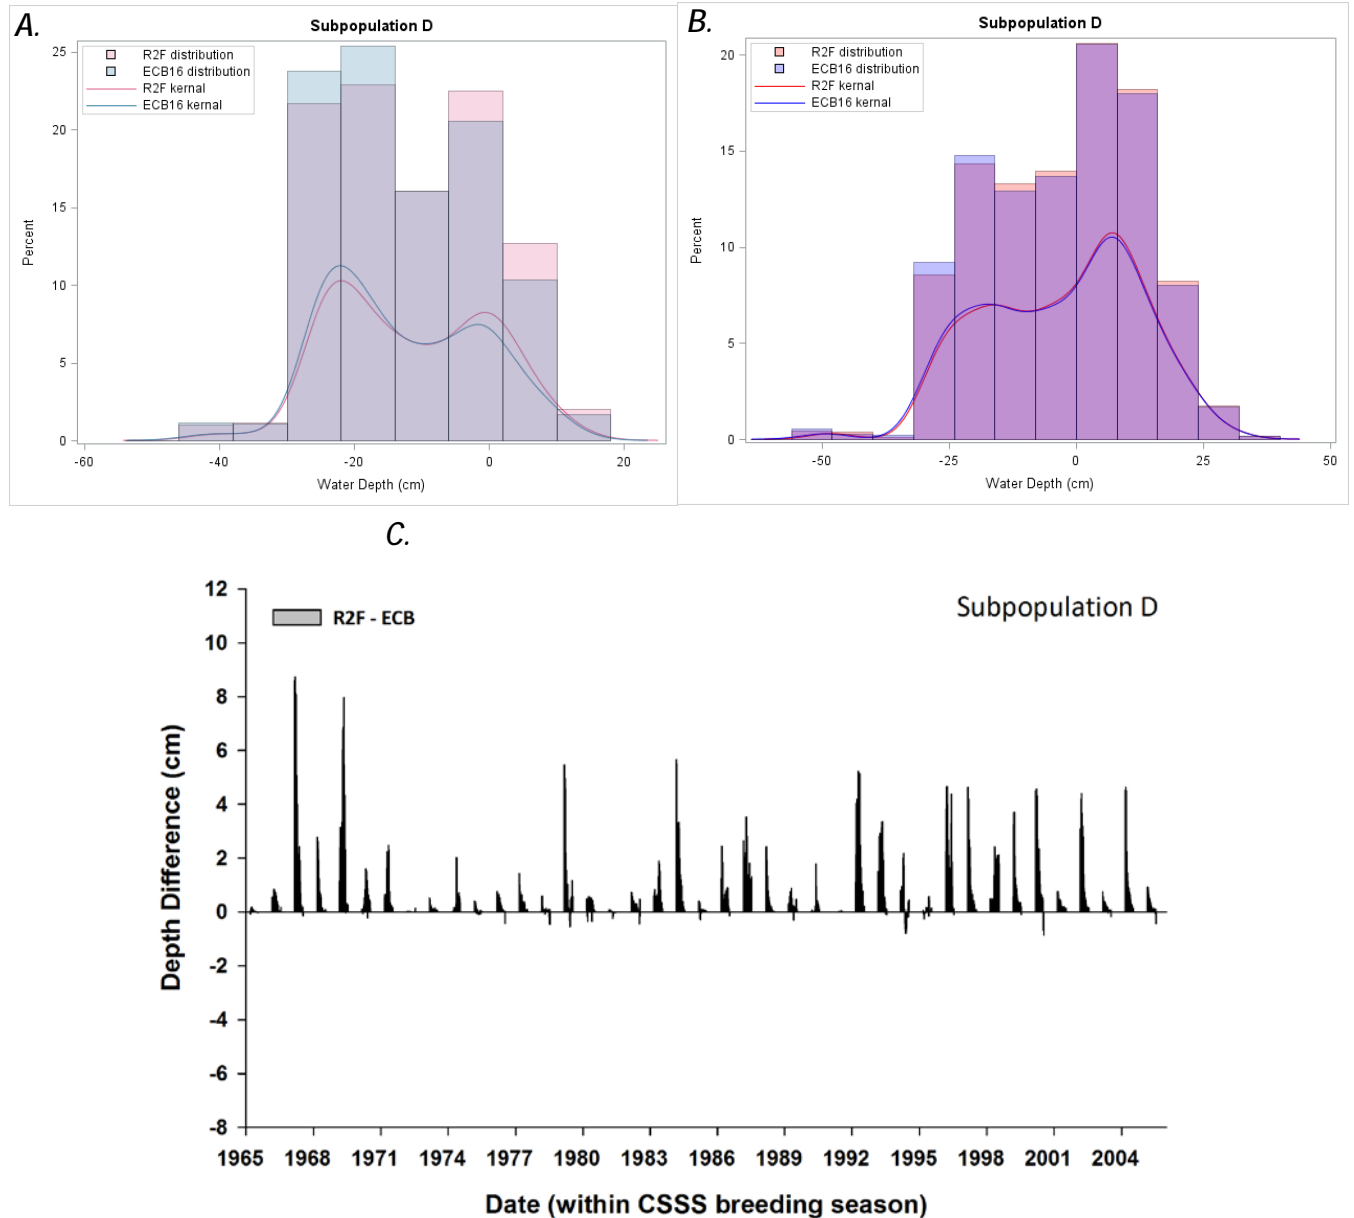 A.
Subpopulation D
R2F distribution
ECB16 distribution
R2F kernal
ECB16 kernal
25
20
15
10
5
0
Percent
-60 -40 -20 0 20
Water Depth (cm)
B.
Subpopulation D
R2F distribution
ECB16 distribution
R2F kernal
ECB16 kernal
20
15
10
5
0
Percent
-50 -25 0 25 50
Water Depth (cm)
C.
Subpopulation D
R2F - ECB
12
10
8
6
4
2
0
-2
-4
-6
-8
Depth Difference (cm)
1965 1968 1971 1974 1977 1980 1983 1986 1989 1992 1995 1998 2001 2004
Date (within CSSS breeding season)